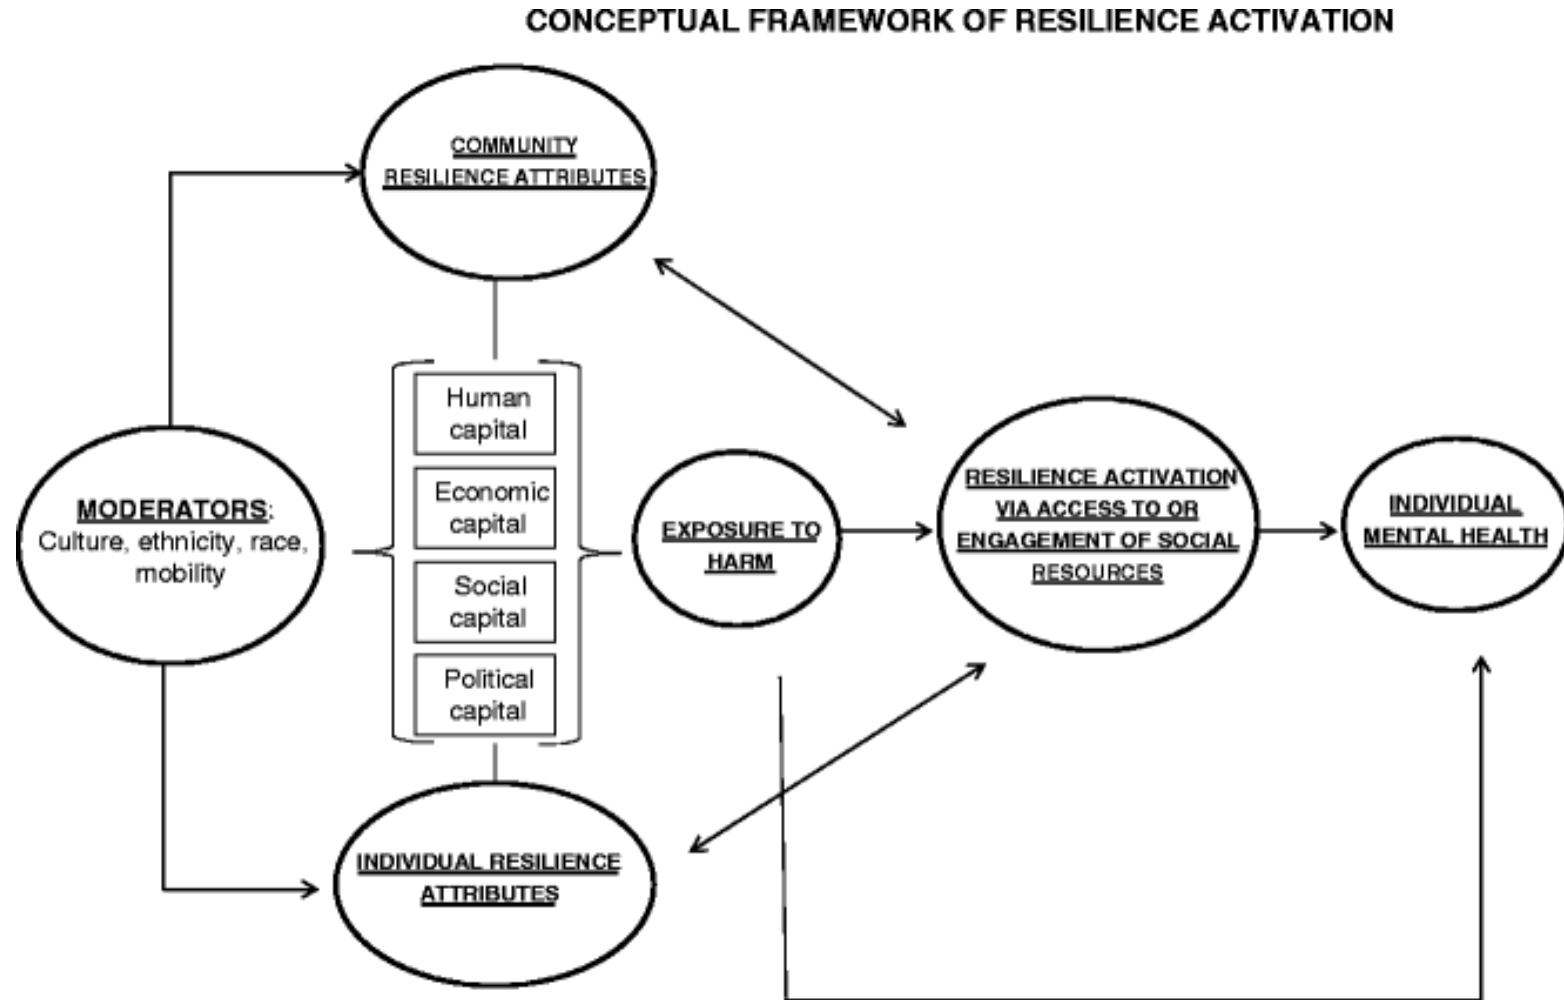 CONCEPTUAL FRAMEWORK OF RESILIENCE ACTIVATION
COMMUNITY
RESILIENCE ATTRIBUTES
Human
capital
Economic
capital
Social
capital
Political
capital
MODERATORS:
Culture, ethnicity, race,
mobility
EXPOSURE TO
HARM
RESILIENCE ACTIVATION
VIA ACCESS TO OR
ENGAGEMENT OF SOCIAL
RESOURCES
INDIVIDUAL
MENTAL HEALTH
INDIVIDUAL RESILIENCE
ATTRIBUTES